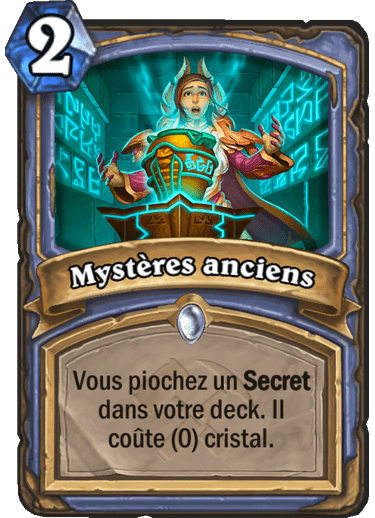 2
Mystères anciens
Vous piochez un Secret
dans votre deck. Il
coûte (0) cristal.